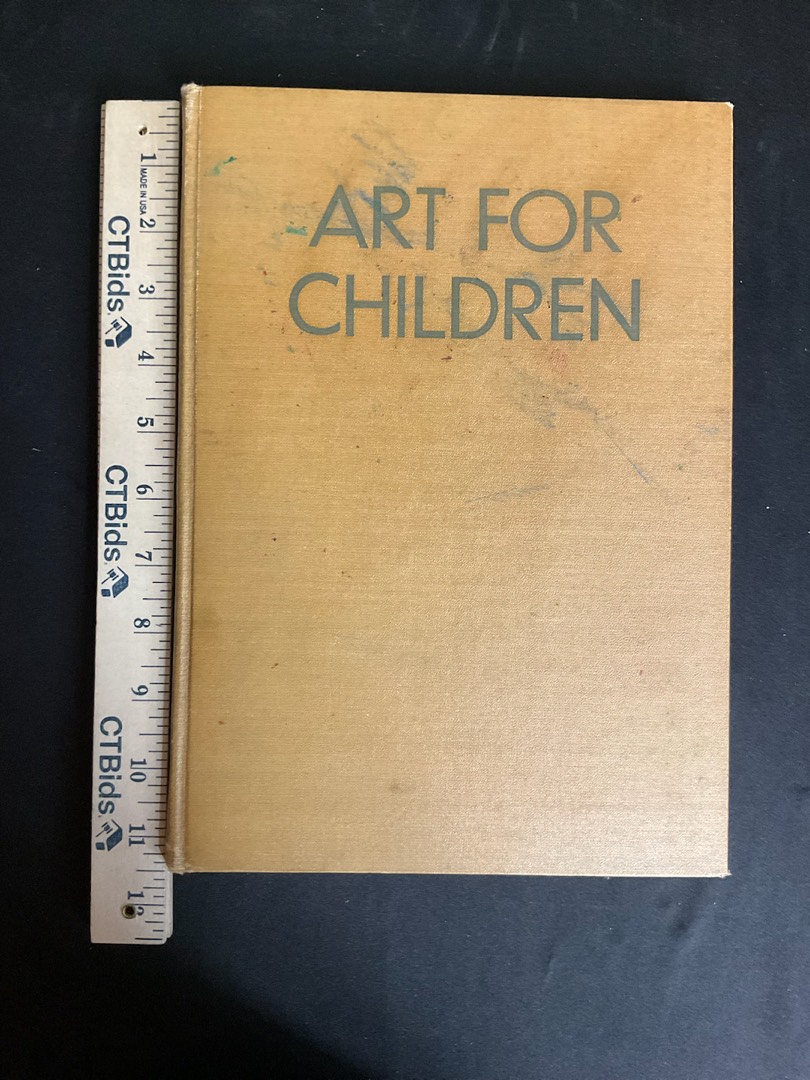 ART FOR
CHILDREN
1
MADE IN USA
2
3
4
5
6
7
8
9
10
11
12
CTBids
CTBids
CTBids